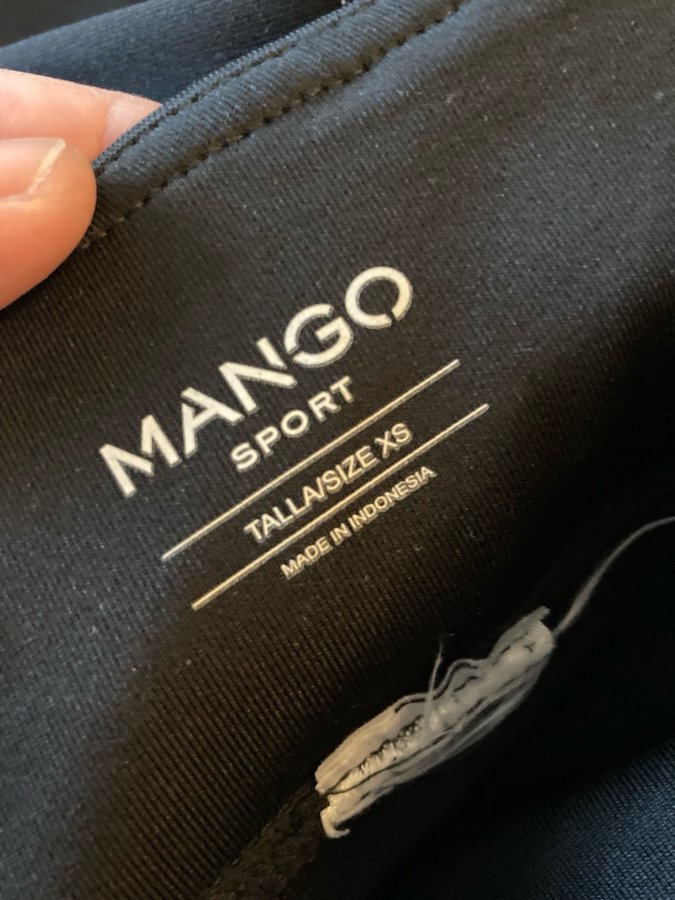 MANGO
SPORT
TALLA/SIZE XS
MADE IN INDONESIA